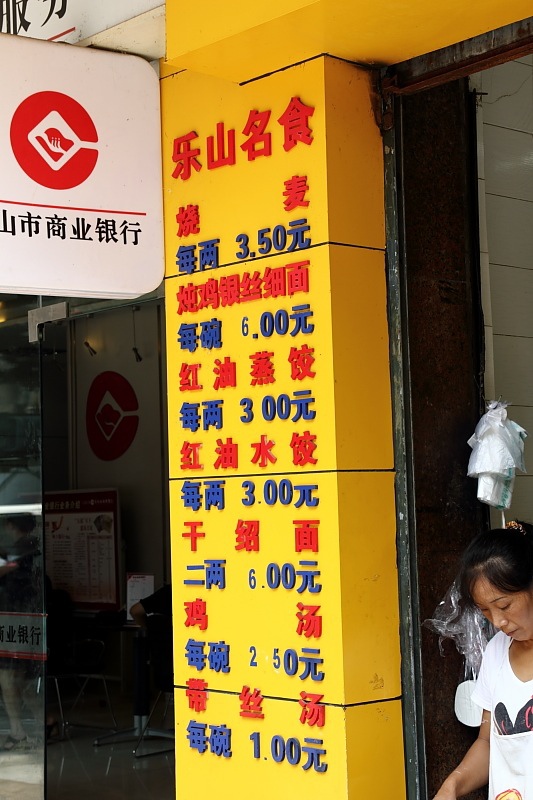 服务
山市商业银行
乐山名食
烧麦
每两 3.50元
炖鸡银丝细面
每碗 6.00元
红油蒸饺
每两 3 00元
红油水饺
每两 3.00元
干绍面
二两 6.00元
鸡汤
每碗 2 50元
带丝汤
每碗 1.00元
商业银行